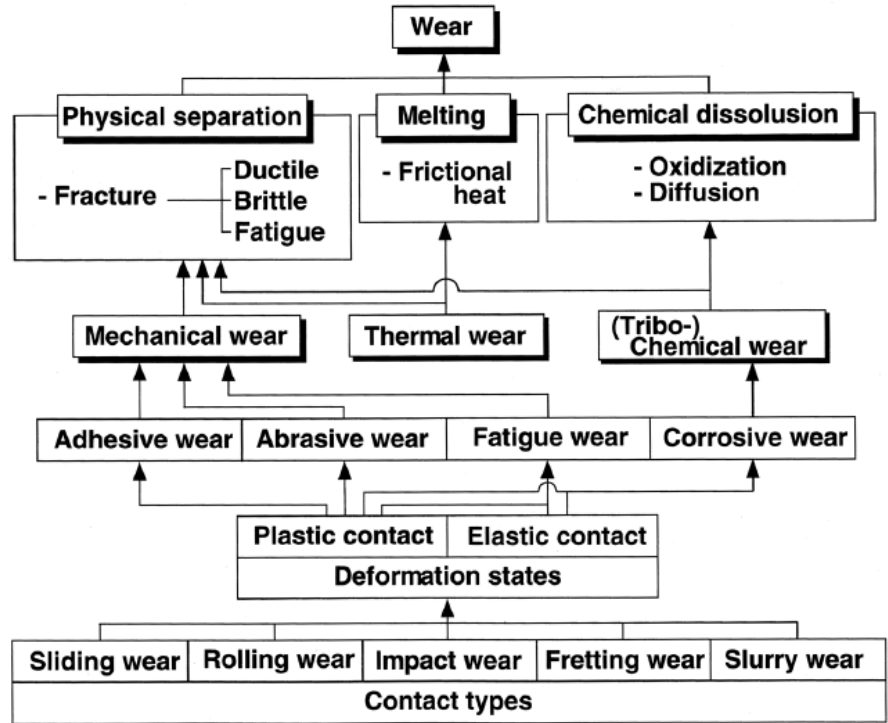 Wear
Physical separation
Melting
Chemical dissolusion
- Fracture
Ductile
Brittle
Fatigue
- Frictional
heat
- Oxidization
- Diffusion
Mechanical wear
Thermal wear
(Tribo-)
Chemical wear
Adhesive wear
Abrasive wear
Fatigue wear
Corrosive wear
Plastic contact
Elastic contact
Deformation states
Sliding wear
Rolling wear
Impact wear
Fretting wear
Slurry wear
Contact types